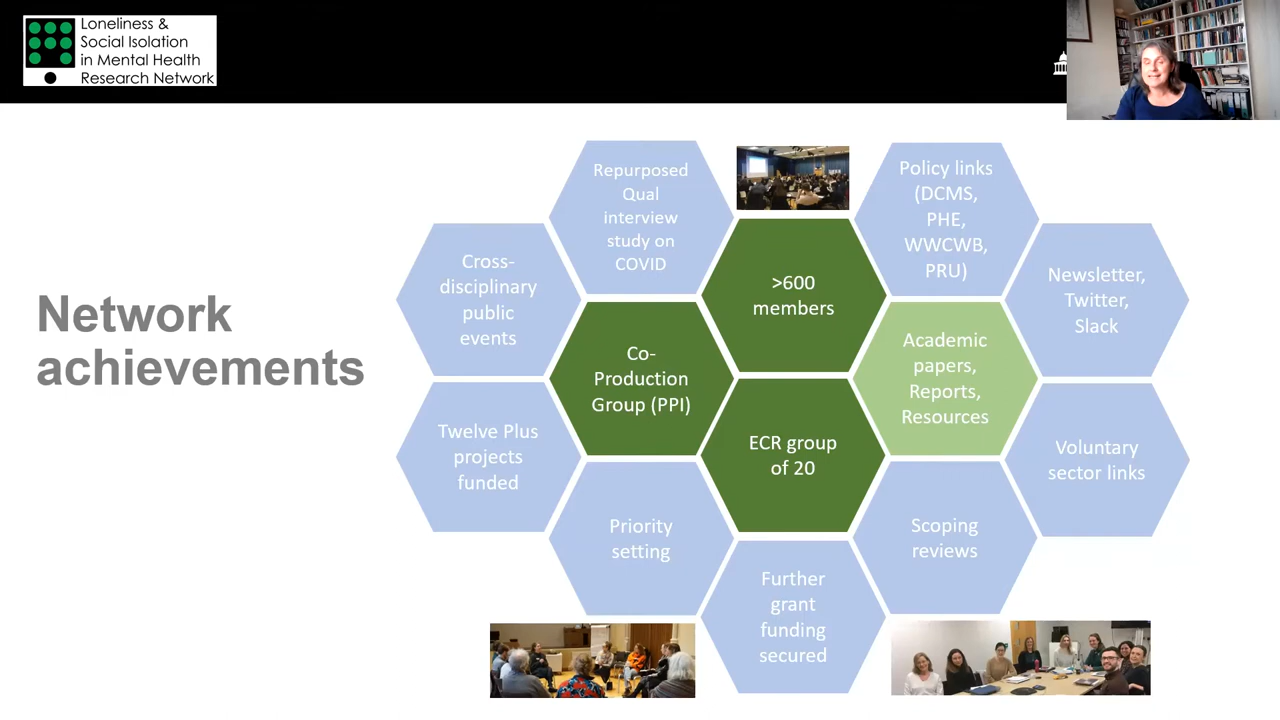 Loneliness &
Social Isolation
in Mental Health
Research Network
Network
achievements
Repurposed
Qual
interview
study on
COVID
Policy links
(DCMS,
PHE,
WWCWB,
PRU)
Cross-
disciplinary
public
events
>600
members
Newsletter,
Twitter,
Slack
Co-
Production
Group (PPI)
Academic
papers,
Reports,
Resources
Twelve Plus
projects
funded
ECR group
of 20
Voluntary
sector links
Priority
setting
Scoping
reviews
Further
grant
funding
secured